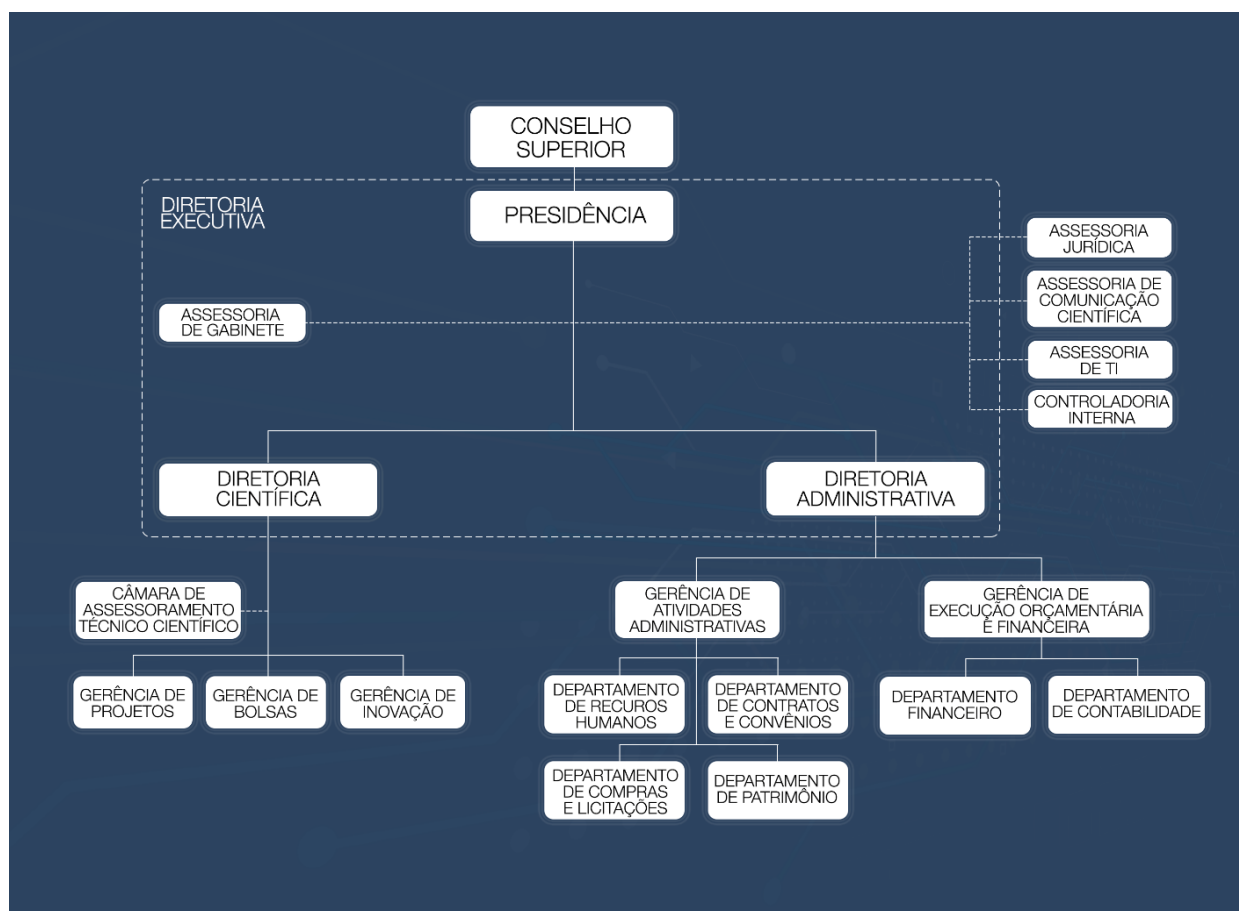 CONSELHO
SUPERIOR
DIRETORIA
EXECUTIVA
PRESIDÊNCIA
ASSESSORIA
JURÍDICA
ASSESSORIA DE
COMUNICAÇÃO
CIENTÍFICA
ASSESSORIA
DE GABINETE
ASSESSORIA
DE TI
CONTROLADORIA
INTERNA
DIRETORIA
CIENTÍFICA
DIRETORIA
ADMINISTRATIVA
CÂMARA DE
ASSESSORAMENTO
TÉCNICO CIENTÍFICO
GERÊNCIA DE
ATIVIDADES
ADMINISTRATIVAS
GERÊNCIA DE
EXECUÇÃO ORÇAMENTÁRIA
E FINANCEIRA
GERÊNCIA DE
PROJETOS
GERÊNCIA DE
BOLSAS
GERÊNCIA DE
INOVAÇÃO
DEPARTAMENTO
DE RECUROS
HUMANOS
DEPARTAMENTO
DE CONTRATOS
E CONVÊNIOS
DEPARTAMENTO
FINANCEIRO
DEPARTAMENTO
DE CONTABILIDADE
DEPARTAMENTO
DE COMPRAS
E LICITAÇÕES
DEPARTAMENTO
DE PATRIMÔNIO